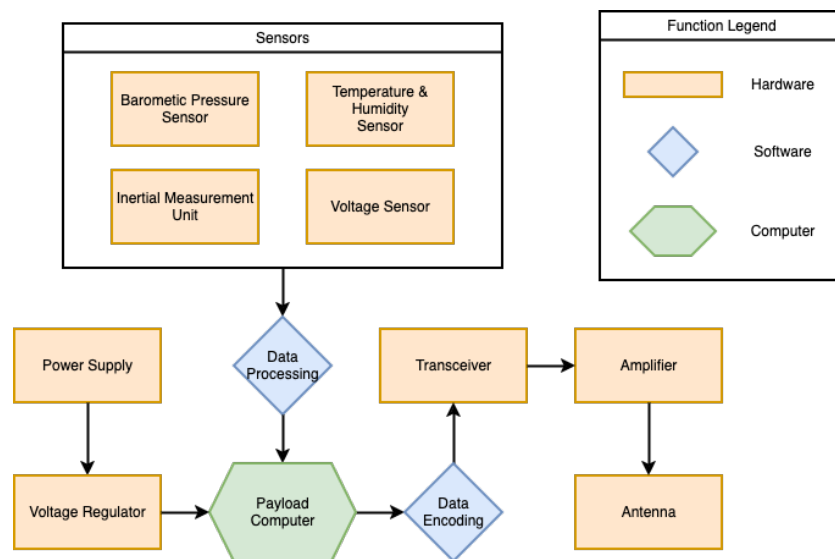 Sensors
Barometic Pressure
Sensor
Temperature &
Humidity
Sensor
Inertial Measurement
Unit
Voltage Sensor
Function Legend
Hardware
Software
Computer
Power Supply
Data
Processing
Transceiver
Amplifier
Voltage Regulator
Payload
Computer
Data
Encoding
Antenna